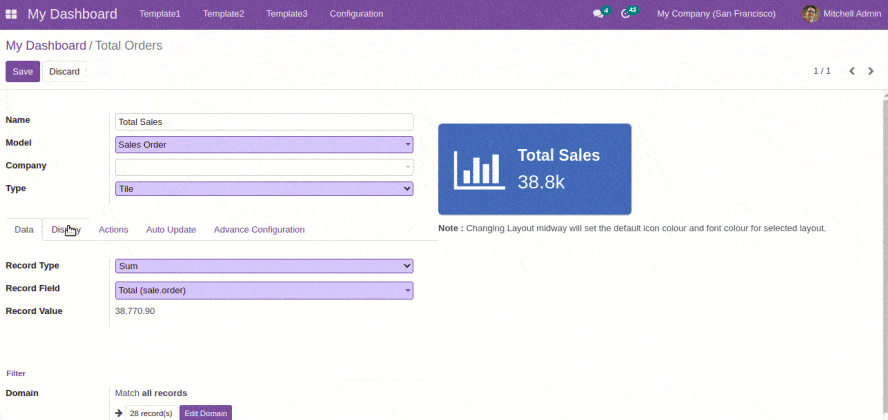 My Dashboard Template1 Template2 Template3 Configuration 4 43 My Company (San Francisco) Mitchell Admin
My Dashboard / Total Orders
Save Discard 1 / 1
Name Total Sales
Model Sales Order
Company
Type Tile
Total Sales
38.8k
Note : Changing Layout midway will set the default icon colour and font colour for selected layout.
Data Display Actions Auto Update Advance Configuration
Record Type Sum
Record Field Total (sale.order)
Record Value 38,770.90
Filter
Domain Match all records
28 record(s) Edit Domain